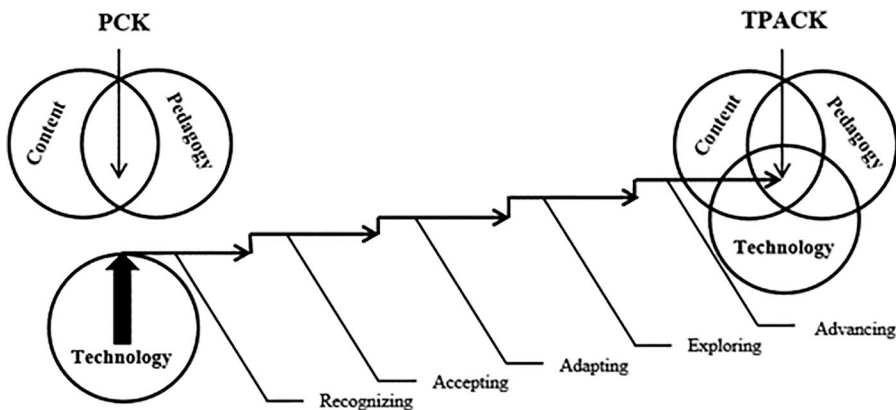 PCK
TPACK
Content
Pedagogy
Content
Pedagogy
Technology
Technology
Recognizing
Accepting
Adapting
Exploring
Advancing